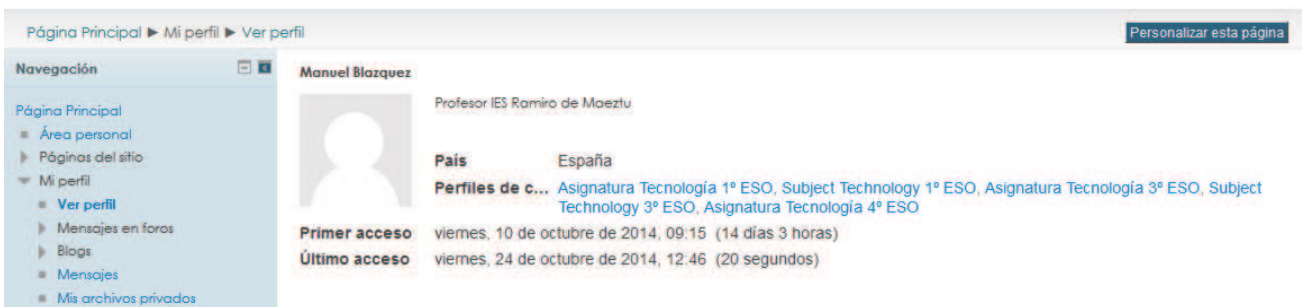 Página Principal ► Mi perfil ► Ver perfil
Personalizar esta página
Navegación
Página Principal
Área personal
Páginas del sitio
Mi perfil
Ver perfil
Mensajes en foros
Blogs
Mensajes
Mis archivos privados
Manuel Blazquez
Profesor IES Ramiro de Maeztu
País España
Perfiles de c... Asignatura Tecnología 1º ESO, Subject Technology 1º ESO, Asignatura Tecnología 3º ESO, Subject
Technology 3º ESO, Asignatura Tecnología 4º ESO
Primer acceso viernes, 10 de octubre de 2014, 09:15 (14 días 3 horas)
Último acceso viernes, 24 de octubre de 2014, 12:46 (20 segundos)